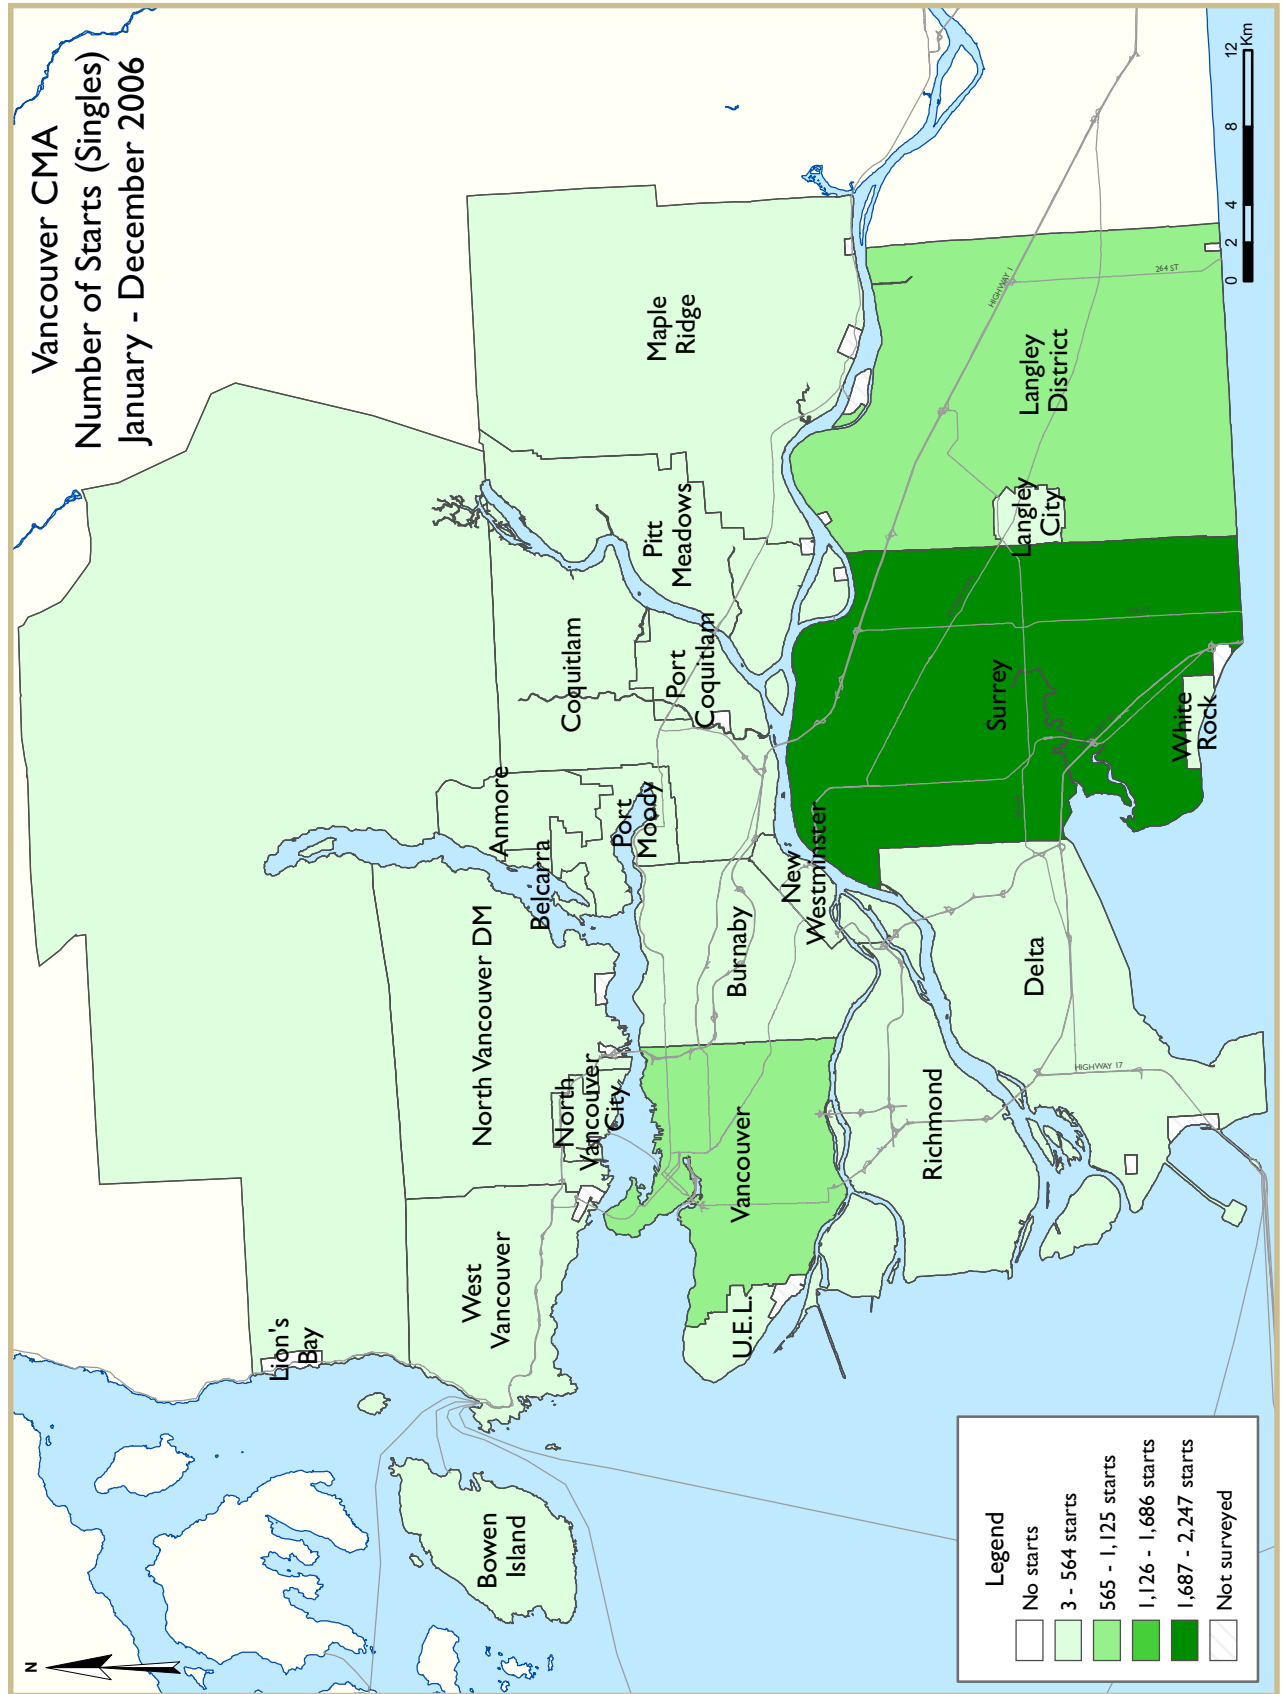 Vancouver CMA
Number of Starts (Singles)
January - December 2006
N
Lion's
Bay
Bowen
Island
West
Vancouver
North Vancouver DM
North
Vancouver
City
Anmore
Belcarra
Port
Moody
Coquitlam
Port
Coquitlam
Pitt
Meadows
Maple
Ridge
U.E.L.
Vancouver
Burnaby
New
Westminster
Richmond
Delta
Surrey
White
Rock
Langley
City
Langley
District
HIGHWAY 1
264 ST
HIGHWAY 17
Legend
No starts
3 - 564 starts
565 - 1,125 starts
1,126 - 1,686 starts
1,687 - 2,247 starts
Not surveyed
0 2 4 8 12
Km